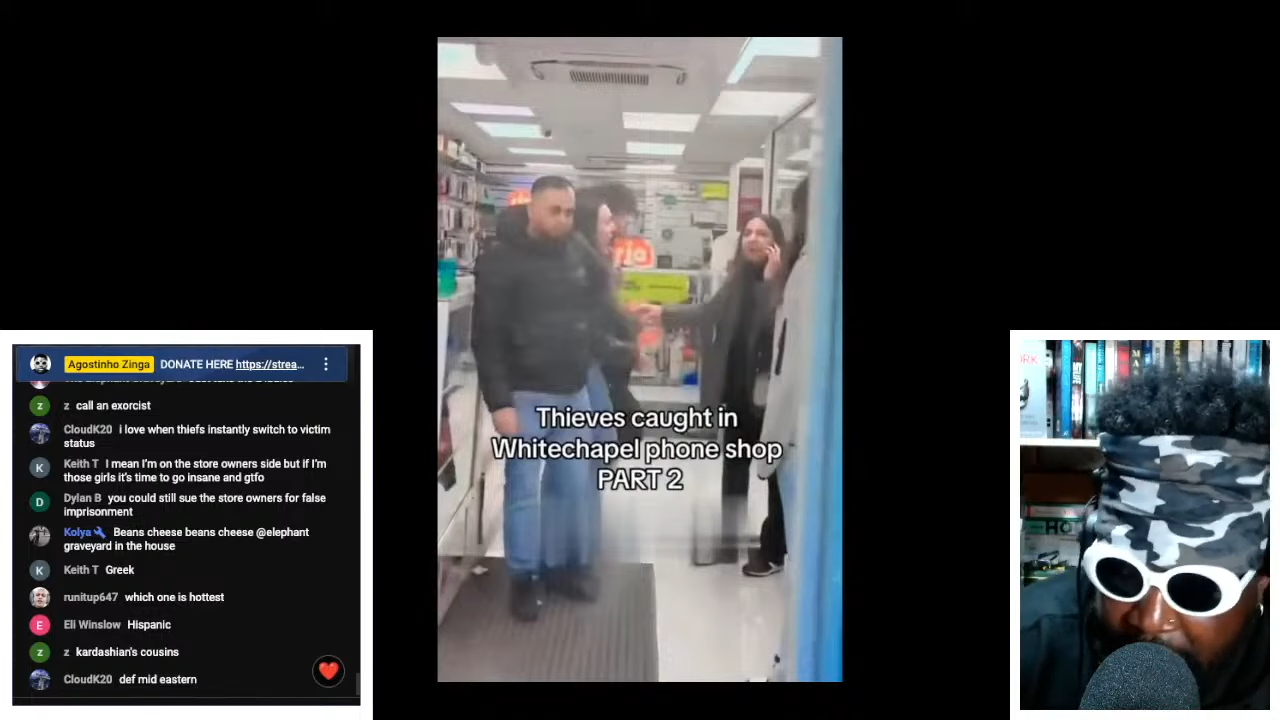 Agostinho Zinga DONATE HERE https://strea...
z call an exorcist
CloudK20 i love when thiefs instantly switch to victim
status
Keith T I mean I'm on the store owners side but if I'm
those girls it's time to go insane and gtfo
Dylan B you could still sue the store owners for false
imprisonment
Kolya Beans cheese beans cheese @elephant
graveyard in the house
Keith T Greek
runitup647 which one is hottest
Eli Winslow Hispanic
z kardashian's cousins
CloudK20 def mid eastern
Thieves caught in
Whitechapel phone shop
PART 2